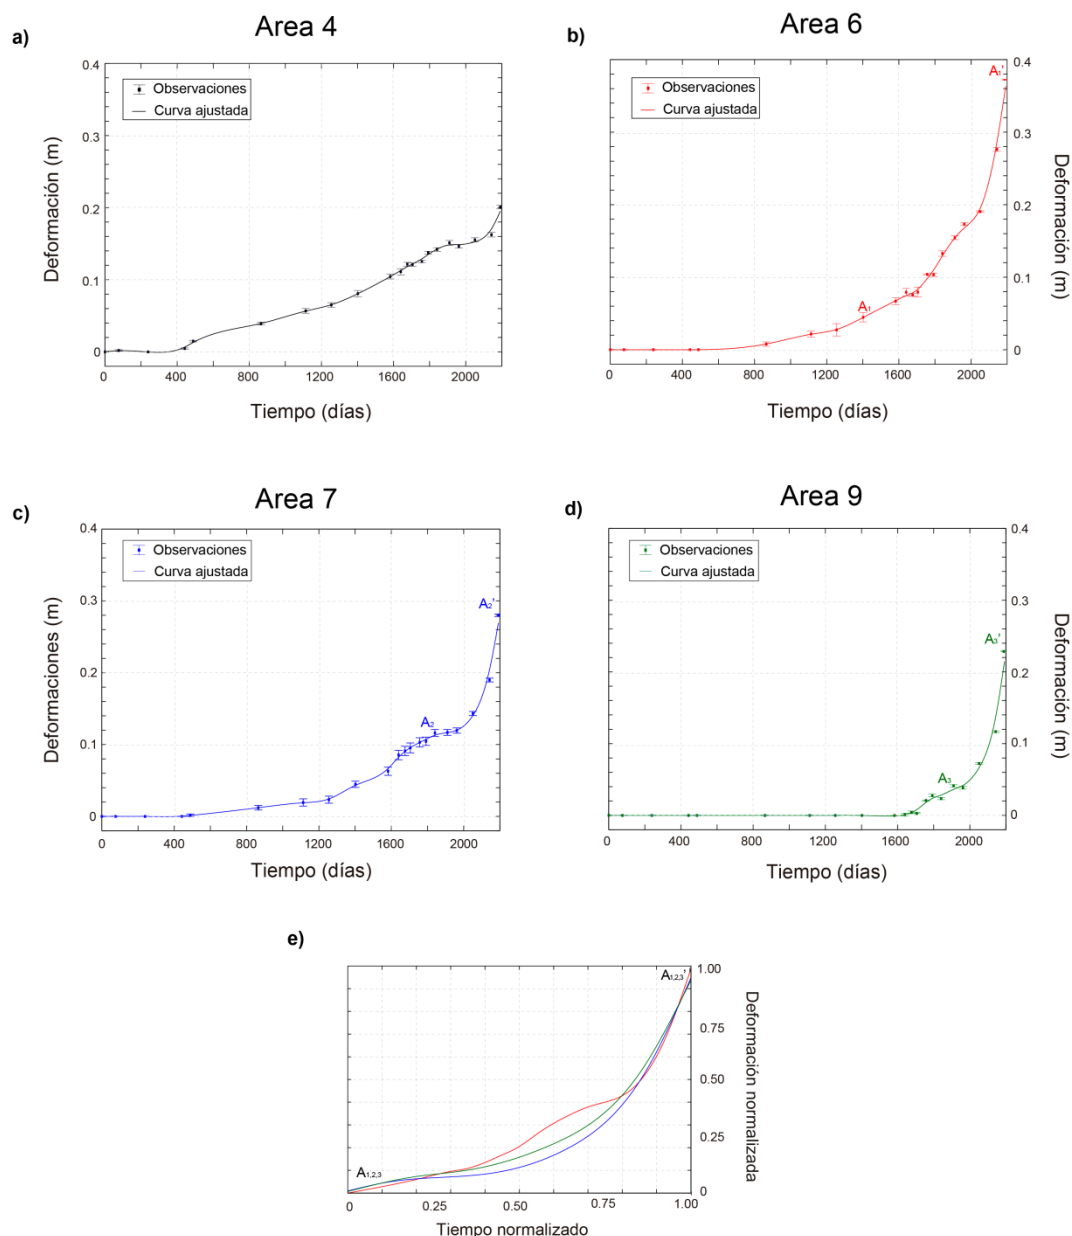 a)
Area 4
0.4
0.3
0.2
0.1
0
Deformación (m)
Observaciones
Curva ajustada
0 400 800 1200 1600 2000
Tiempo (días)
b)
Area 6
Observaciones
Curva ajustada
A₁
A₁'
0.4
0.3
0.2
0.1
0
Deformación (m)
0 400 800 1200 1600 2000
Tiempo (días)
c)
Area 7
0.4
0.3
0.2
0.1
0
Deformaciones (m)
Observaciones
Curva ajustada
A₂
A₂'
0 400 800 1200 1600 2000
Tiempo (días)
d)
Area 9
Observaciones
Curva ajustada
A₃
A₃'
0.4
0.3
0.2
0.1
0
Deformación (m)
0 400 800 1200 1600 2000
Tiempo (días)
e)
A₁,₂,₃
A₁,₂,₃'
1.00
0.75
0.50
0.25
0
Deformación normalizada
0 0.25 0.50 0.75 1.00
Tiempo normalizado